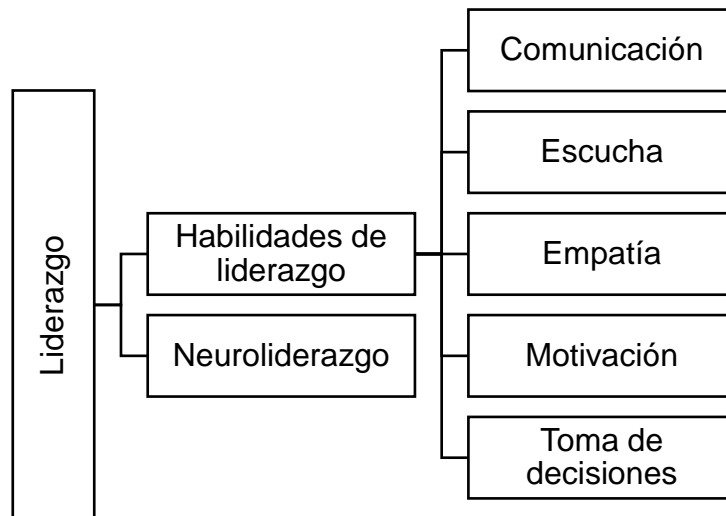 Liderazgo
Habilidades de
liderazgo
Neuroliderazgo
Comunicación
Escucha
Empatía
Motivación
Toma de
decisiones